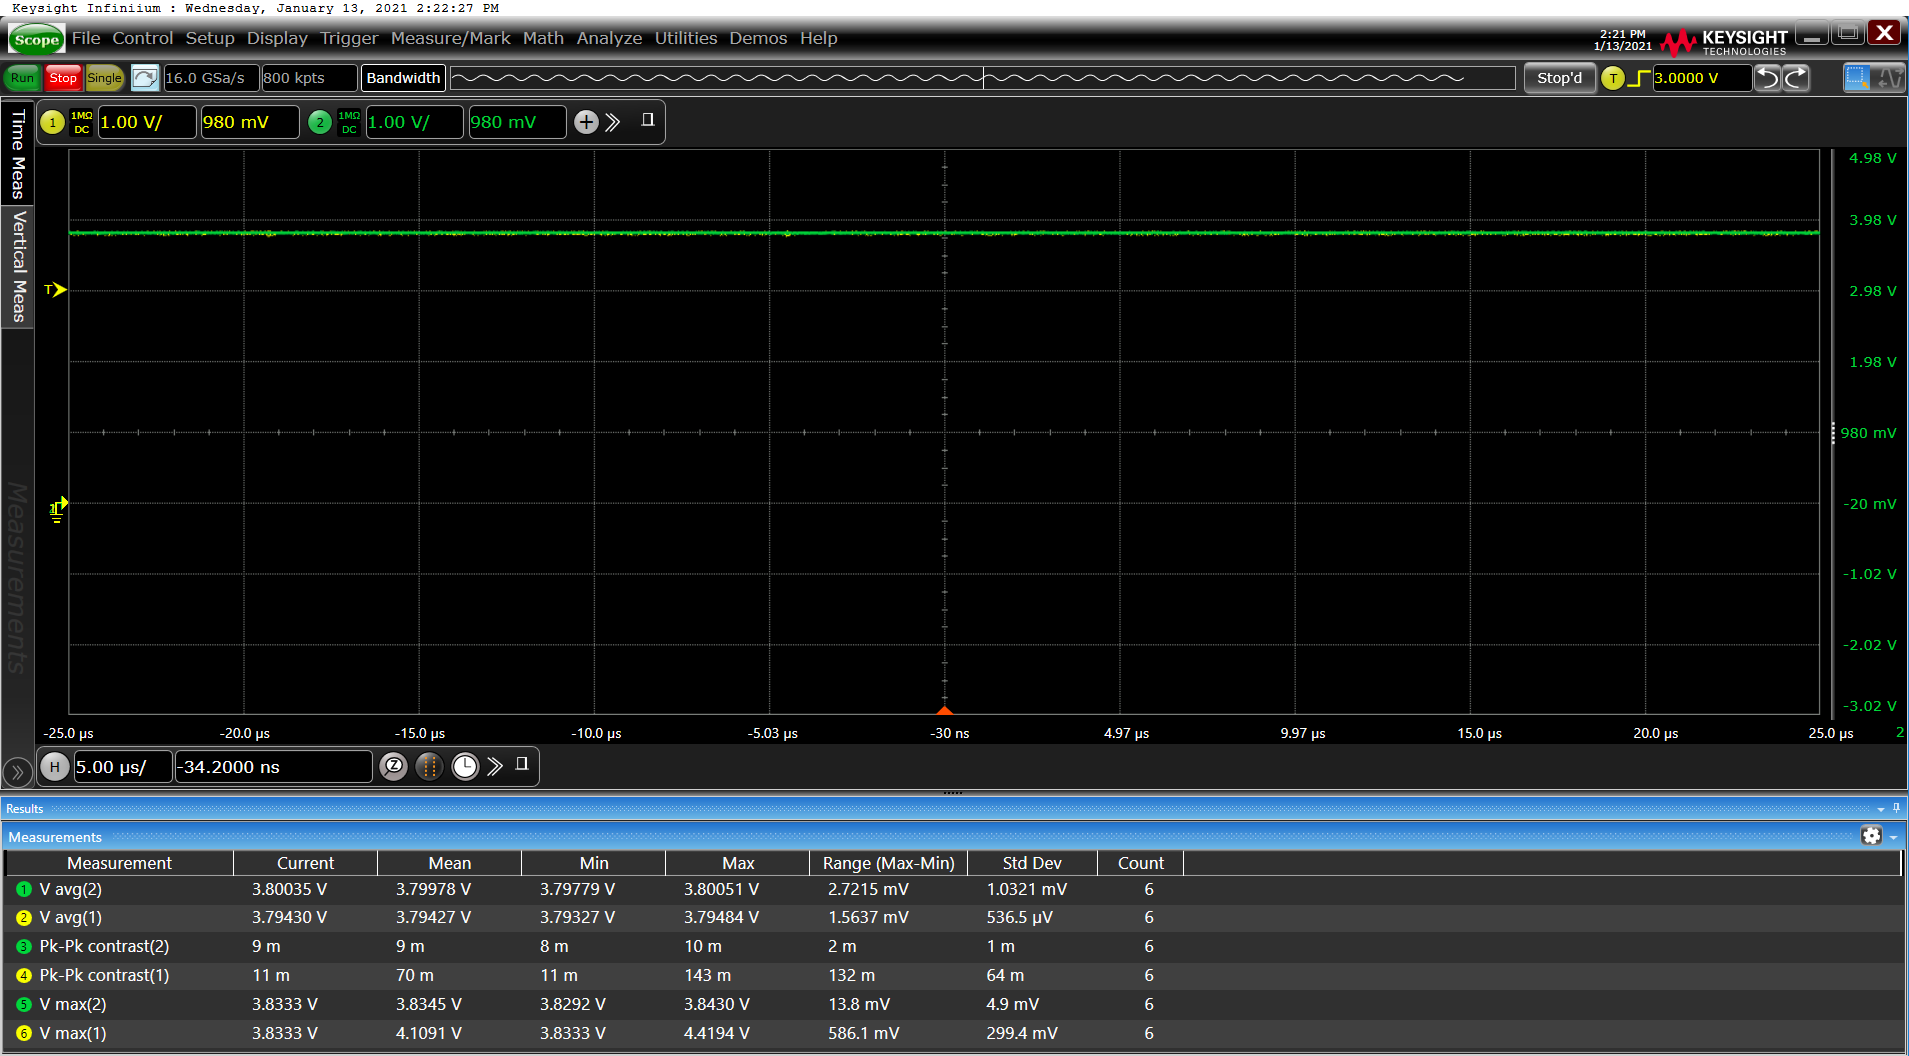 Keysight Infiniium : Wednesday, January 13, 2021 2:22:27 PM
Scope File Control Setup Display Trigger Measure/Mark Math Analyze Utilities Demos Help
2:21 PM
1/13/2021
KEYSIGHT
TECHNOLOGIES
Run Stop Single 16.0 GSa/s 800 kpts Bandwidth Stop'd T 3.0000 V
1 1MΩ DC 1.00 V/ 980 mV 2 1MΩ DC 1.00 V/ 980 mV
Time Meas
Vertical Meas
Measurements
T
4.98 V
3.98 V
2.98 V
1.98 V
980 mV
-20 mV
-1.02 V
-2.02 V
-3.02 V
-25.0 µs -20.0 µs -15.0 µs -10.0 µs -5.03 µs -30 ns 4.97 µs 9.97 µs 15.0 µs 20.0 µs 25.0 µs 2
H 5.00 µs/ -34.2000 ns Z
Results
Measurements
Measurement Current Mean Min Max Range (Max-Min) Std Dev Count
1 V avg(2) 3.80035 V 3.79978 V 3.79779 V 3.80051 V 2.7215 mV 1.0321 mV 6
2 V avg(1) 3.79430 V 3.79427 V 3.79327 V 3.79484 V 1.5637 mV 536.5 µV 6
3 Pk-Pk contrast(2) 9 m 9 m 8 m 10 m 2 m 1 m 6
4 Pk-Pk contrast(1) 11 m 70 m 11 m 143 m 132 m 64 m 6
5 V max(2) 3.8333 V 3.8345 V 3.8292 V 3.8430 V 13.8 mV 4.9 mV 6
6 V max(1) 3.8333 V 4.1091 V 3.8333 V 4.4194 V 586.1 mV 299.4 mV 6